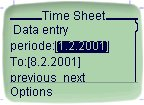 Time Sheet
Data entry
periode:[1.2.2001]
To:[8.2.2001]
previous next
Options